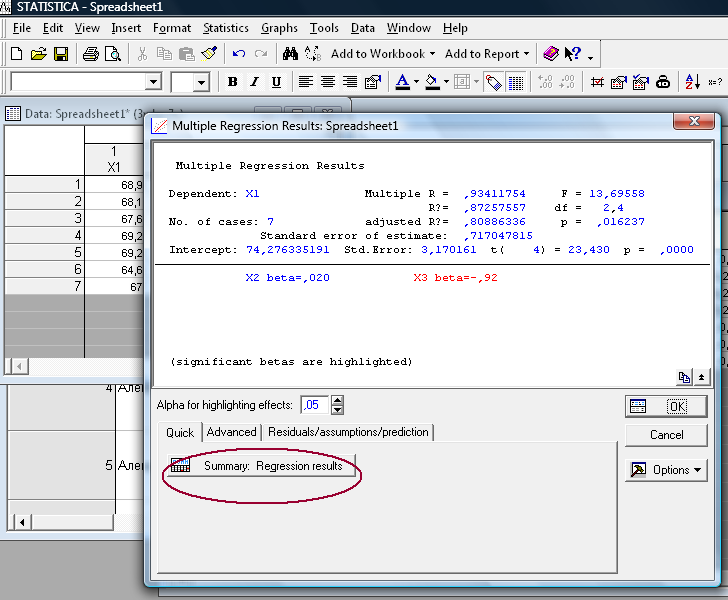 STATISTICA - Spreadsheet1
File Edit View Insert Format Statistics Graphs Tools Data Window Help
Add to Workbook Add to Report
B I U A
Data: Spreadsheet1*
1
X1
1 68,9
2 68,1
3 67,6
4 69,2
5 69,2
6 64,6
7 67
4 Але
5 Але
Multiple Regression Results: Spreadsheet1
Multiple Regression Results
Dependent: X1 Multiple R = ,93411754 F = 13,69558
R?= ,87257557 df = 2,4
No. of cases: 7 adjusted R?= ,80886336 p = ,016237
Standard error of estimate: ,717047815
Intercept: 74,276335191 Std.Error: 3,170161 t( 4) = 23,430 p = ,0000
X2 beta=,020 X3 beta=-,92
(significant betas are highlighted)
Alpha for highlighting effects: ,05
OK
Quick Advanced Residuals/assumptions/prediction
Cancel
Summary: Regression results
Options